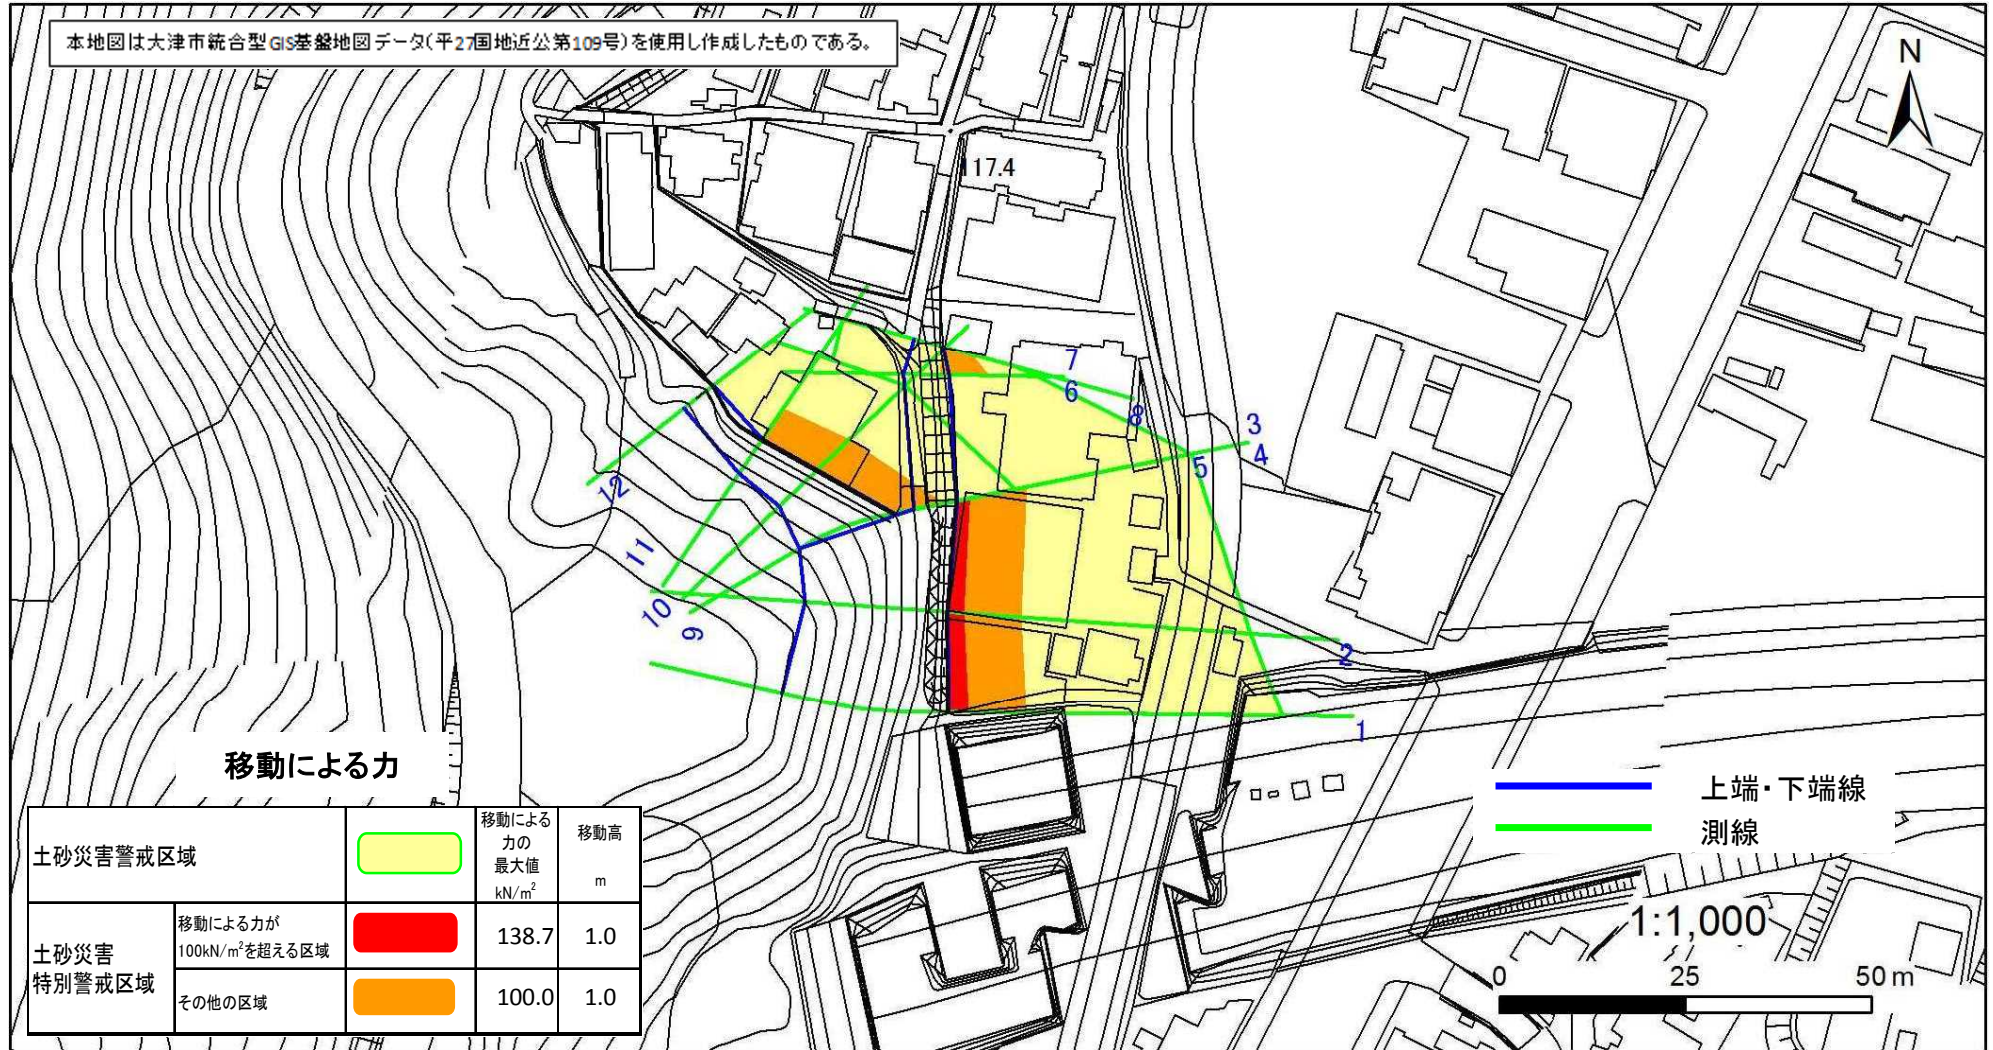 本地図は大津市統合型GIS基盤地図データ(平27国地近公第109号)を使用し作成したものである。
N
117.4
7
6
8
3
4
5
12
11
10
9
2
1
移動による力
移動による
力の
最大値
kN/m²
移動高
m
土砂災害警戒区域
土砂災害
特別警戒区域
移動による力が
100kN/m²を超える区域
138.7
1.0
その他の区域
100.0
1.0
上端・下端線
測線
1:1,000
0
25
50 m